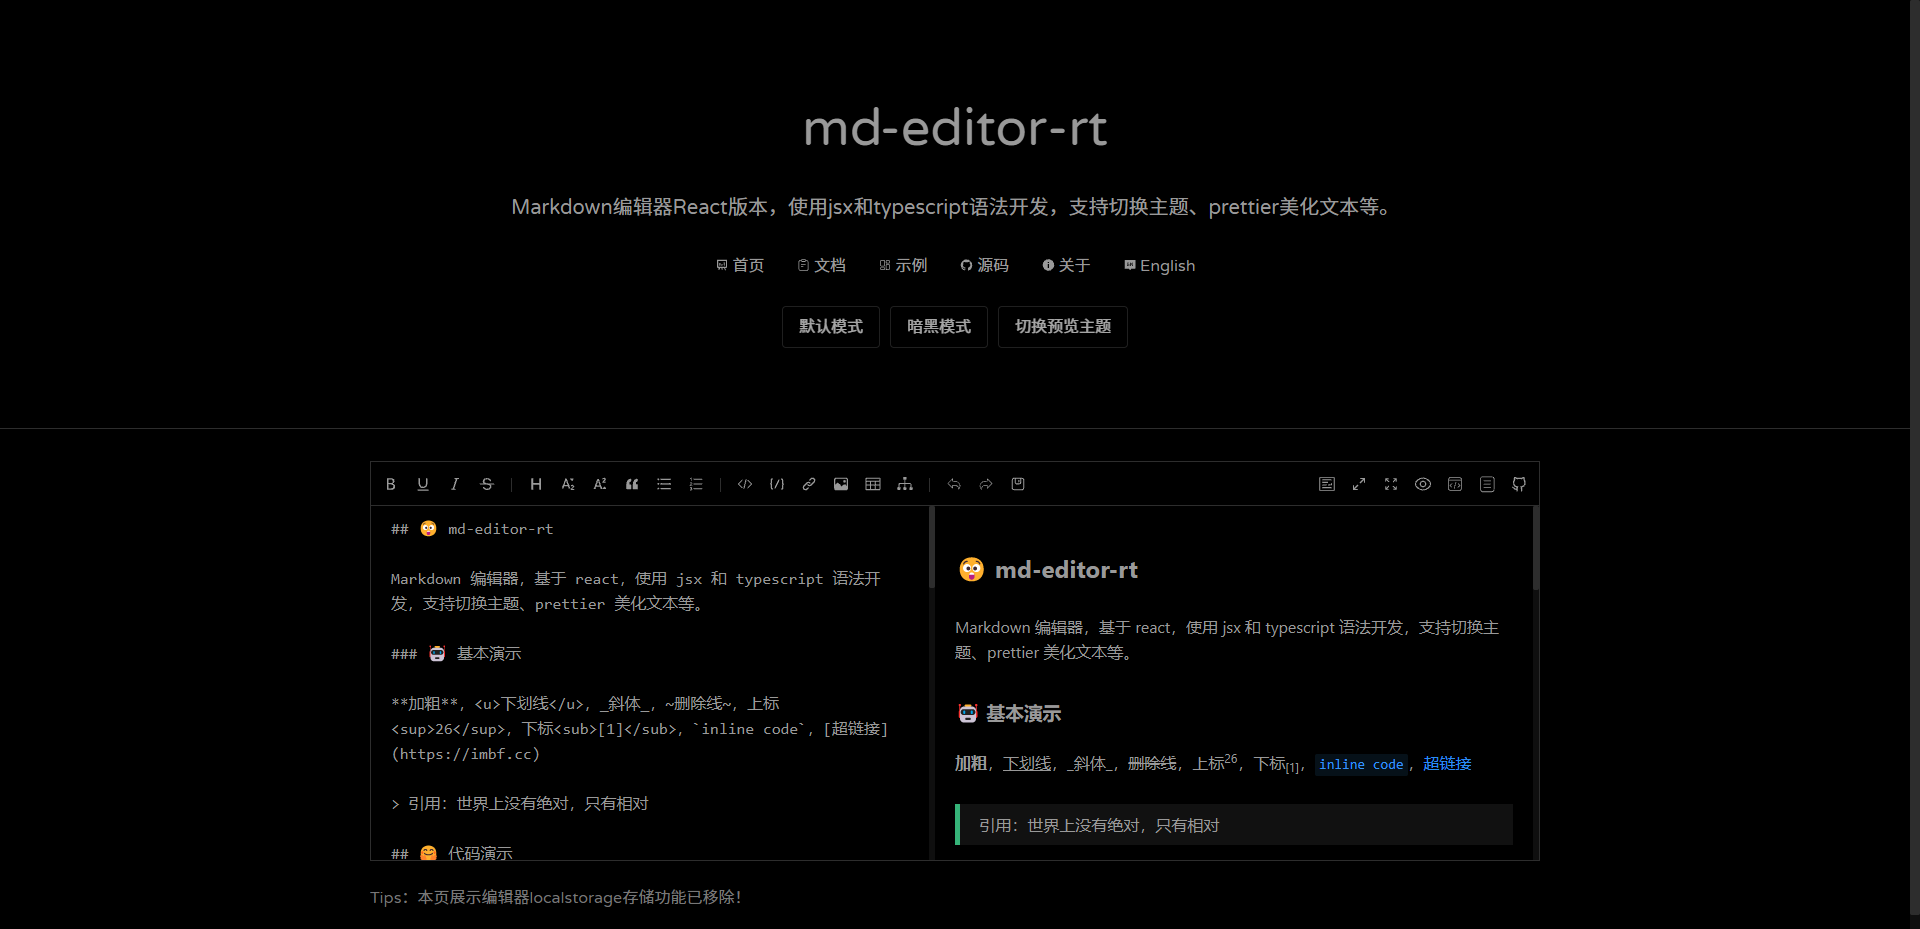 md-editor-rt
Markdown编辑器React版本，使用jsx和typescript语法开发，支持切换主题、prettier美化文本等。
首页 文档 示例 源码 关于 English
默认模式 暗黑模式 切换预览主题
## 😲 md-editor-rt
Markdown 编辑器，基于 react，使用 jsx 和 typescript 语法开
发，支持切换主题、prettier 美化文本等。
### 🤖 基本演示
**加粗**，<u>下划线</u>，_斜体_，~删除线~，上标
<sup>26</sup>，下标<sub>[1]</sub>，`inline code`，[超链接]
(https://imbf.cc)
> 引用：世界上没有绝对，只有相对
## 🤗 代码演示
😲 md-editor-rt
Markdown 编辑器，基于 react，使用 jsx 和 typescript 语法开发，支持切换主
题、prettier 美化文本等。
🤖 基本演示
加粗，下划线，_斜体_，删除线，上标26，下标[1]，inline code，超链接
引用：世界上没有绝对，只有相对
Tips：本页展示编辑器localstorage存储功能已移除！